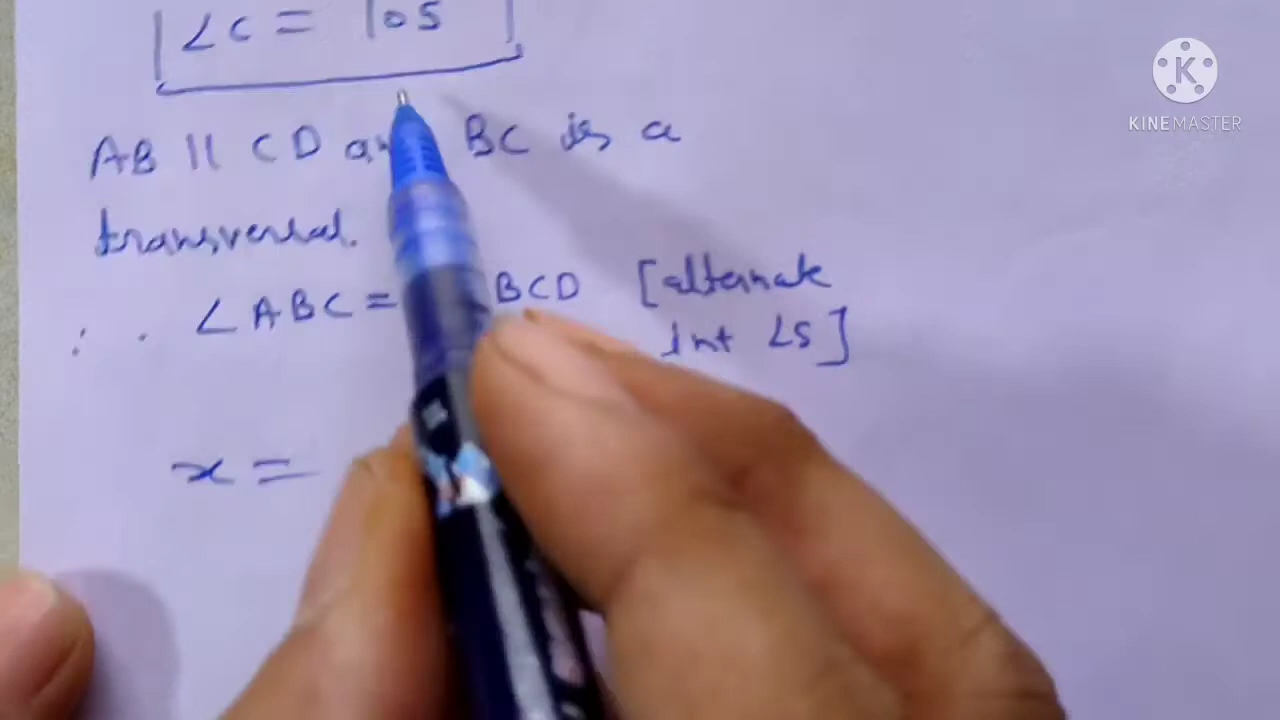 ∠C = 105
AB || CD BC is a
transversal.
∴ ∠ABC = BCD [alternate
int ∠s]
x =
K
KINEMASTER